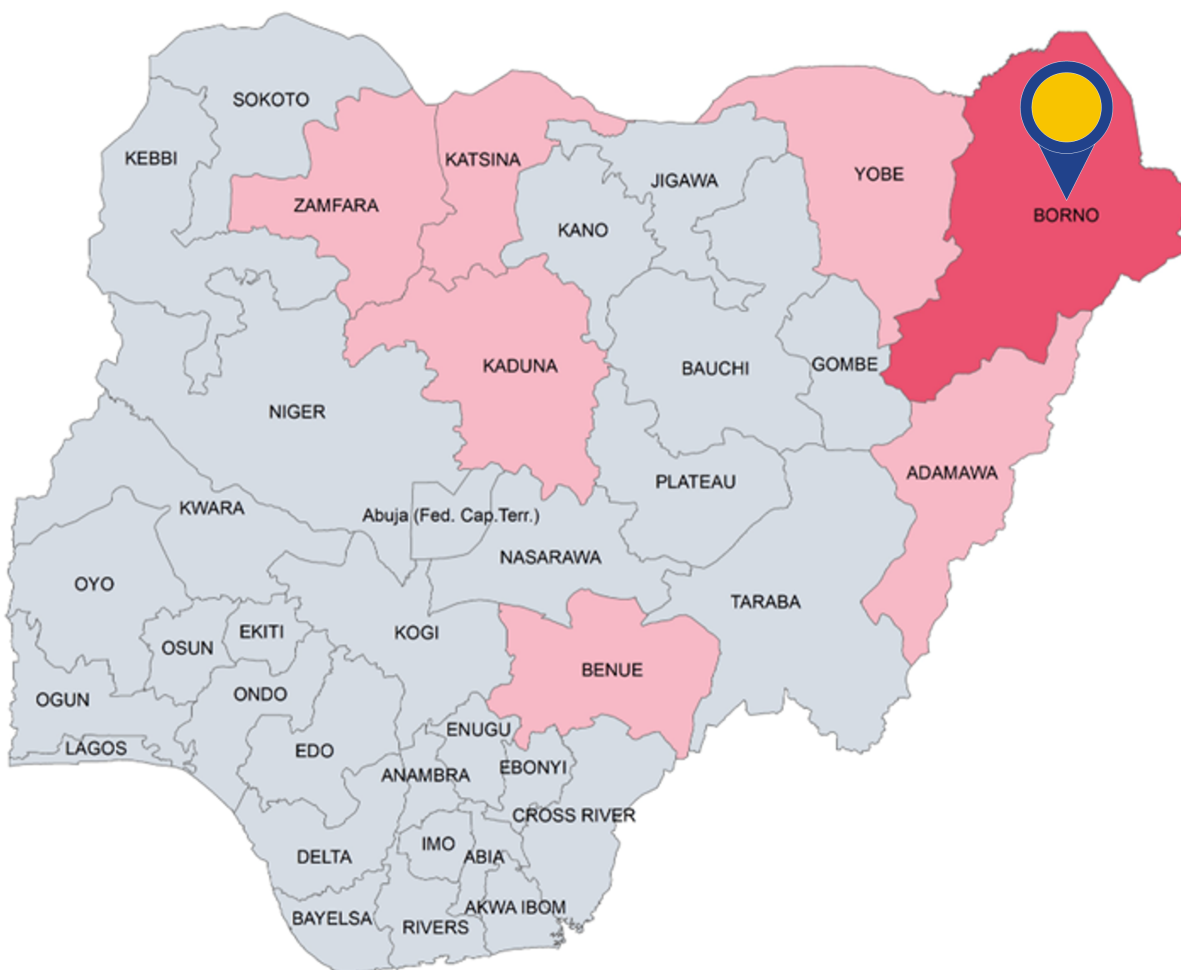 SOKOTO
KEBBI
KATSINA
YOBE
JIGAWA
ZAMFARA
KANO
BORNO
KADUNA
BAUCHI
GOMBE
NIGER
ADAMAWA
PLATEAU
KWARA
Abuja (Fed. Cap.Terr.)
NASARAWA
OYO
TARABA
EKITI
KOGI
OSUN
BENUE
ONDO
OGUN
ENUGU
LAGOS
EDO
EBONYI
ANAMBRA
CROSS RIVER
IMO
DELTA
ABIA
AKWA IBOM
BAYELSA
RIVERS